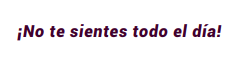 ¡No te sientes todo el día!